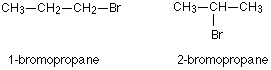 CH₃—CH₂—CH₂—Br
CH₃—CH—CH₃
Br
1-bromopropane
2-bromopropane